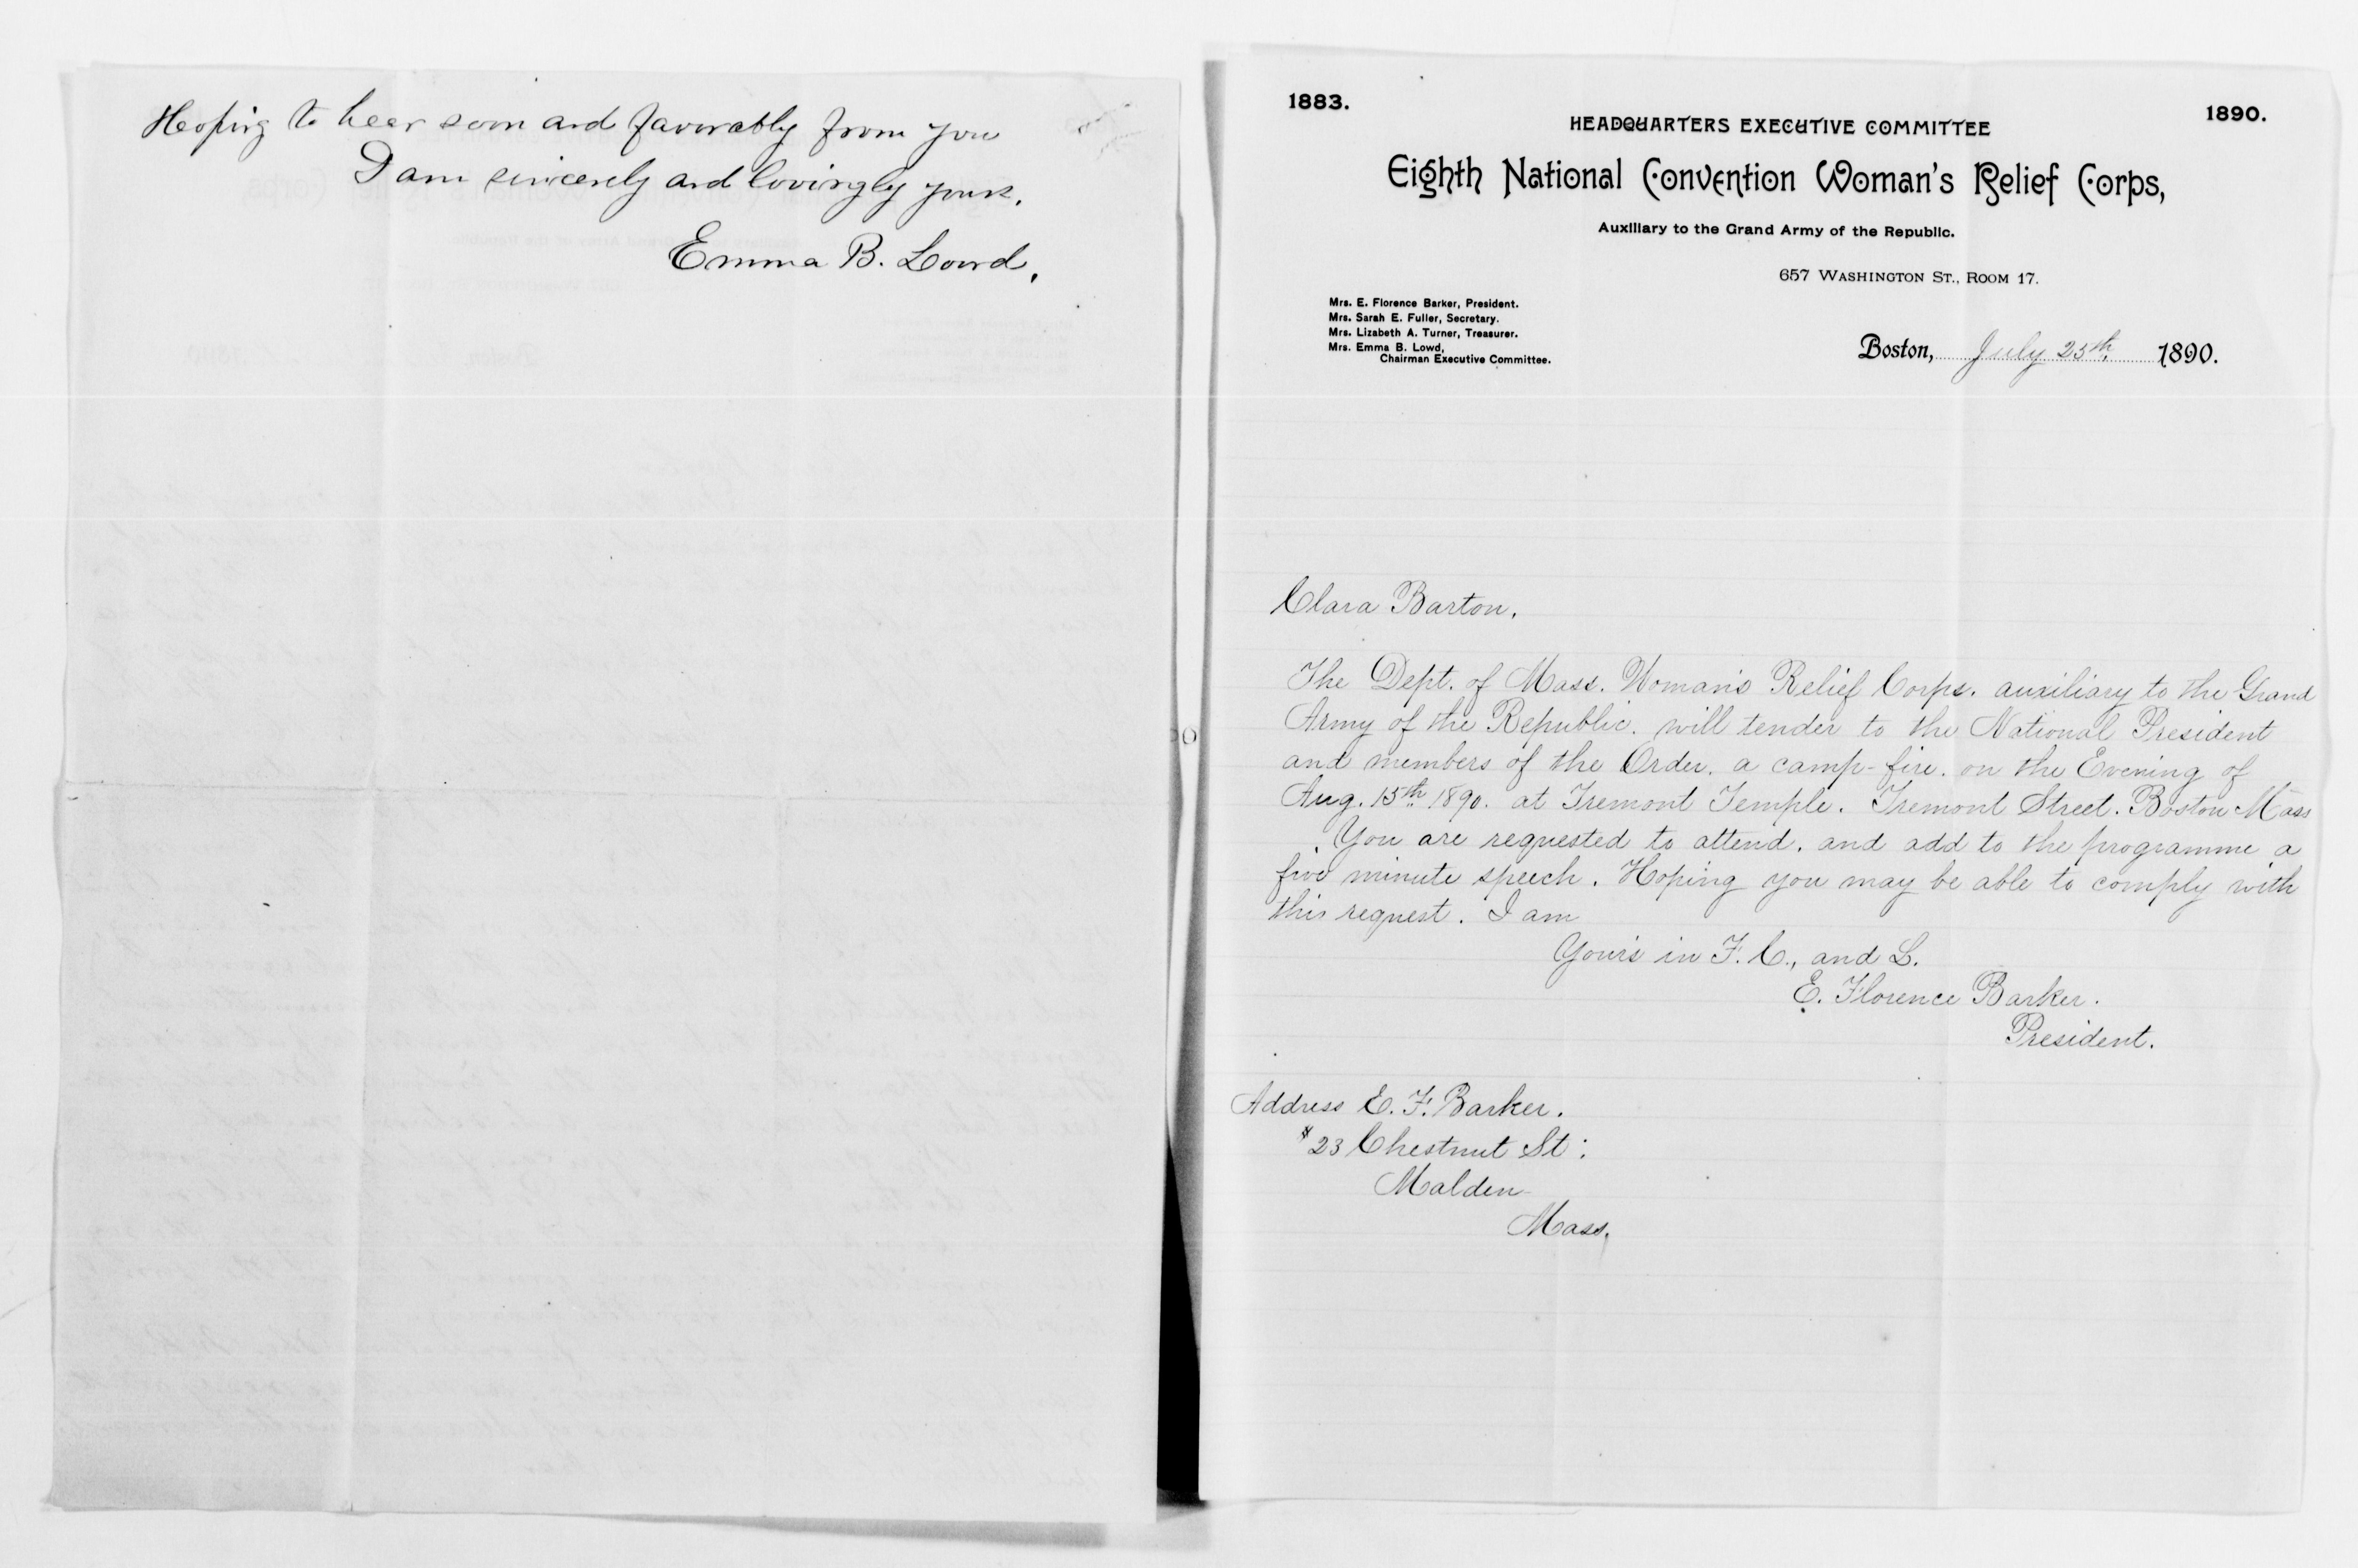 Hoping to hear soon and favorably from you
I am sincerely and lovingly yours,
Emma B. Lowd,
1883.
1890.
HEADQUARTERS EXECUTIVE COMMITTEE
Eighth National Convention Woman's Relief Corps,
Auxiliary to the Grand Army of the Republic.
657 WASHINGTON ST., ROOM 17.
Mrs. E. Florence Barker, President.
Mrs. Sarah E. Fuller, Secretary.
Mrs. Lizabeth A. Turner, Treasurer.
Mrs. Emma B. Lowd,
Chairman Executive Committee.
Boston, July 25th, 1890.
Clara Barton,
The Dept. of Mass. Woman's Relief Corps. auxiliary to the Grand
Army of the Republic. will tender to the National President
and members of the Order. a camp-fire. on the Evening of
Aug. 15th 1890. at Tremont Temple. Tremont Street. Boston Mass
You are requested to attend. and add to the programme a
five minute speech. Hoping you may be able to comply with
this request. I am
Your's in F. C., and L.
E. Florence Barker.
President.
Address E. F. Barker.
# 23 Chestnut St.
Malden
Mass.